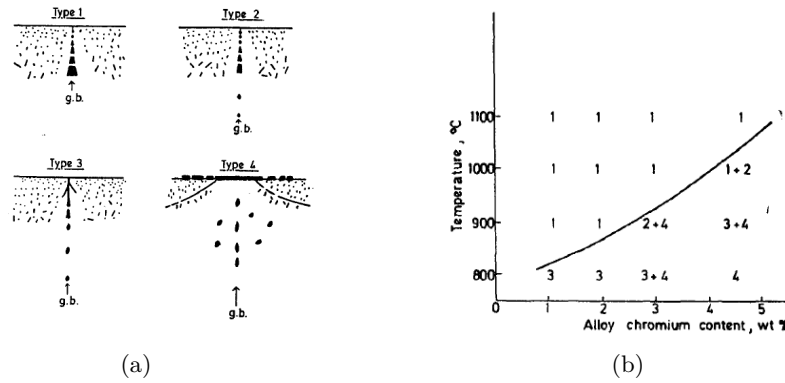 Type 1
g.b.
Type 2
g.b.
Type 3
g.b.
Type 4
g.b.
(a)
Temperature, °C
1100 1 1 1 1
1000 1 1 1 1+2
900 1 1 2+4 3+4
800 3 3 3+4 4
0
0 1 2 3 4 5
Alloy chromium content, wt %
(b)